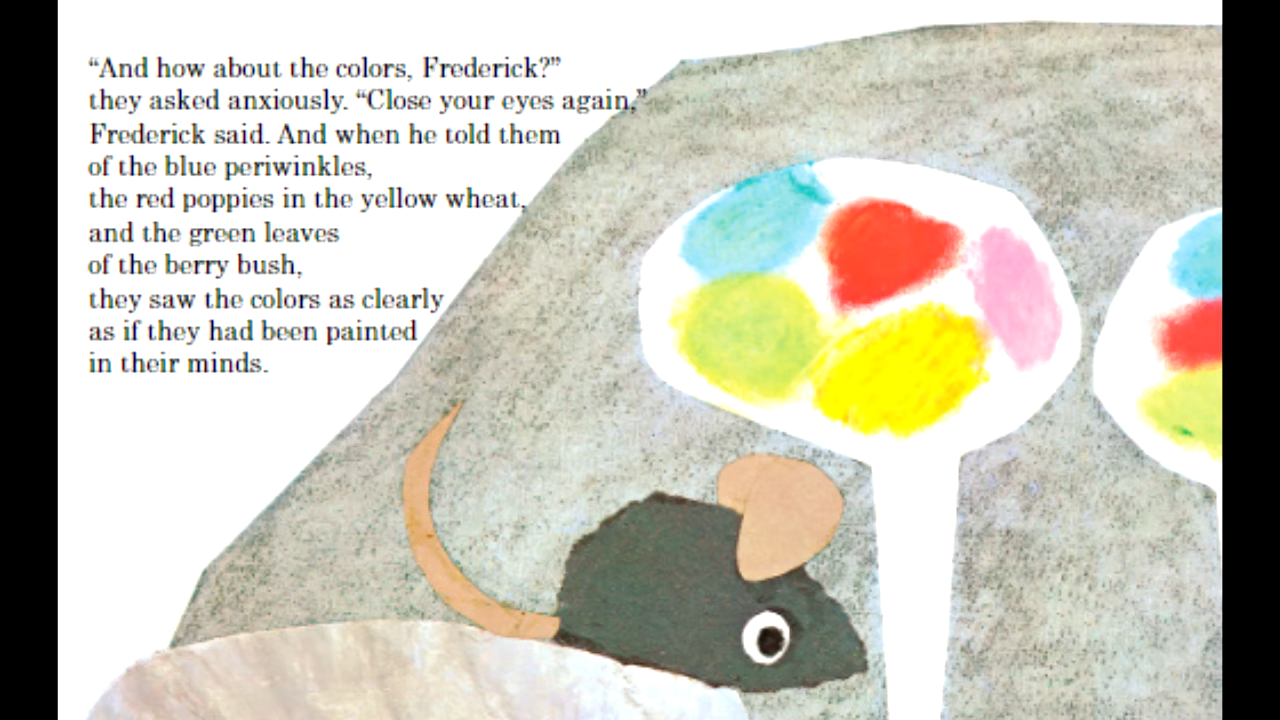 “And how about the colors, Frederick?”
they asked anxiously. “Close your eyes again,”
Frederick said. And when he told them
of the blue periwinkles,
the red poppies in the yellow wheat,
and the green leaves
of the berry bush,
they saw the colors as clearly
as if they had been painted
in their minds.